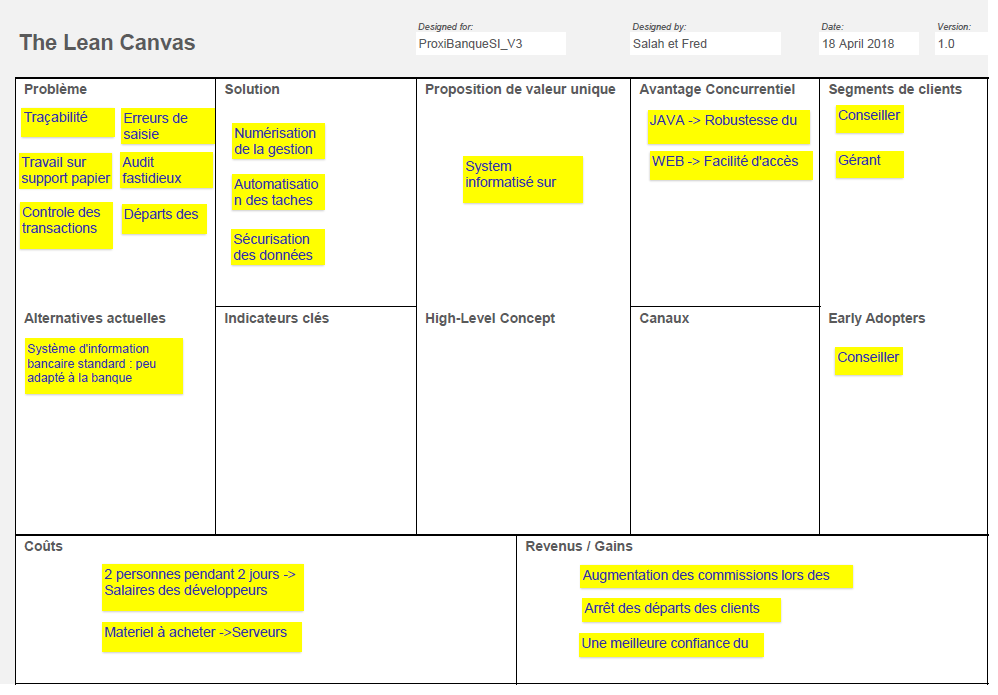 The Lean Canvas
Designed for:
ProxiBanqueSI_V3
Designed by:
Salah et Fred
Date:
18 April 2018
Version:
1.0
Problème
Traçabilité
Erreurs de
saisie
Travail sur
support papier
Audit
fastidieux
Controle des
transactions
Départs des
Solution
Numérisation
de la gestion
Automatisatio
n des taches
Sécurisation
des données
Proposition de valeur unique
System
informatisé sur
Avantage Concurrentiel
JAVA -> Robustesse du
WEB -> Facilité d'accès
Segments de clients
Conseiller
Gérant
Alternatives actuelles
Système d'information
bancaire standard : peu
adapté à la banque
Indicateurs clés
High-Level Concept
Canaux
Early Adopters
Conseiller
Coûts
2 personnes pendant 2 jours ->
Salaires des développeurs
Materiel à acheter ->Serveurs
Revenus / Gains
Augmentation des commissions lors des
Arrêt des départs des clients
Une meilleure confiance du